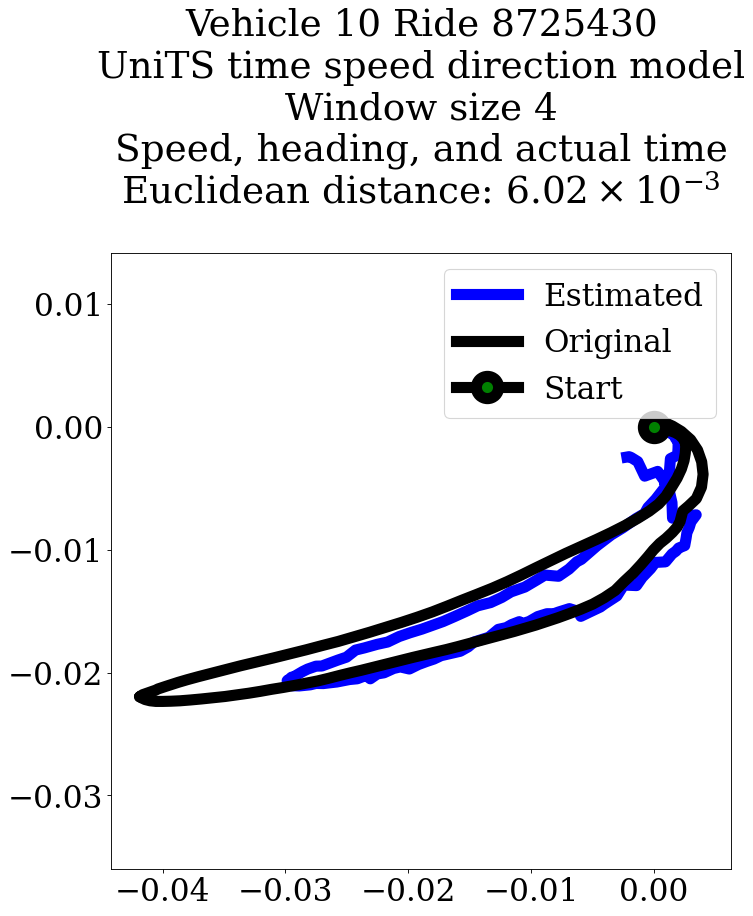 Vehicle 10 Ride 8725430
UniTS time speed direction model
Window size 4
Speed, heading, and actual time
Euclidean distance: 6.02 × 10⁻³
Estimated
Original
Start
0.01
0.00
−0.01
−0.02
−0.03
−0.04 −0.03 −0.02 −0.01 0.00